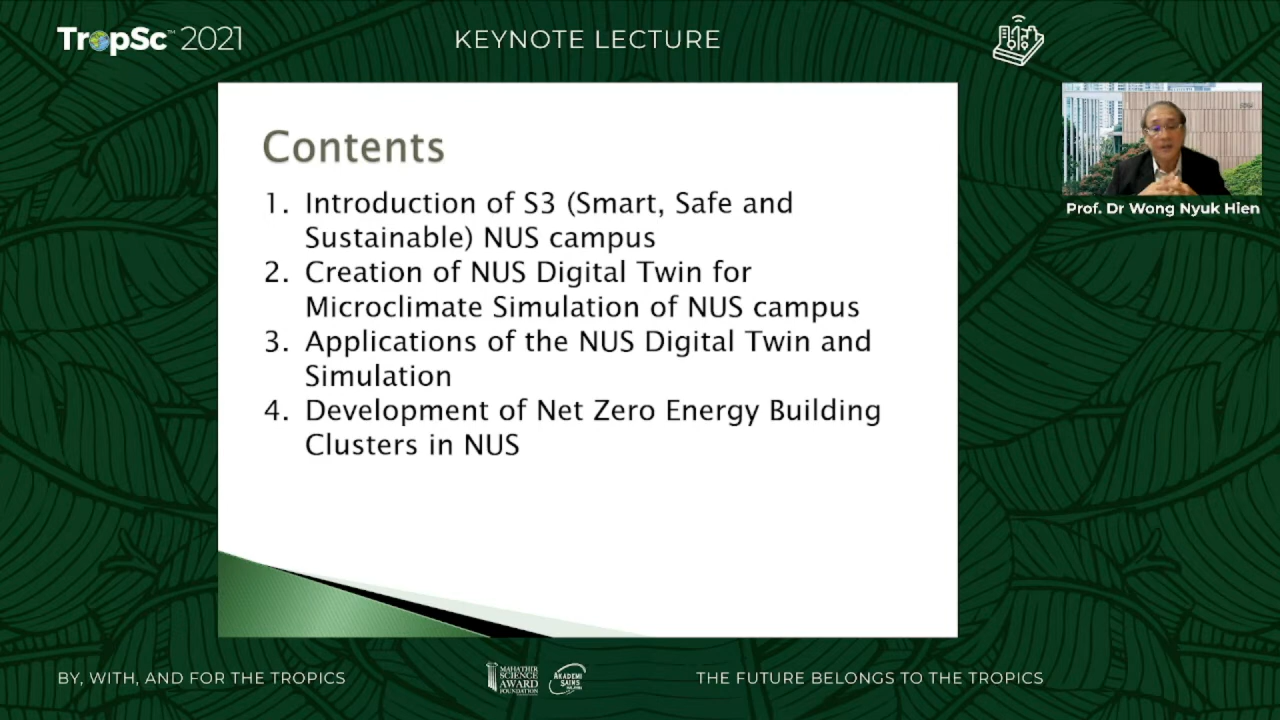 TropSc™ 2021
KEYNOTE LECTURE
Contents
1. Introduction of S3 (Smart, Safe and
Sustainable) NUS campus
2. Creation of NUS Digital Twin for
Microclimate Simulation of NUS campus
3. Applications of the NUS Digital Twin and
Simulation
4. Development of Net Zero Energy Building
Clusters in NUS
Prof. Dr Wong Nyuk Hien
BY, WITH, AND FOR THE TROPICS
MAHATHIR
SCIENCE
AWARD
FOUNDATION
AKADEMI
SAINS
THE FUTURE BELONGS TO THE TROPICS